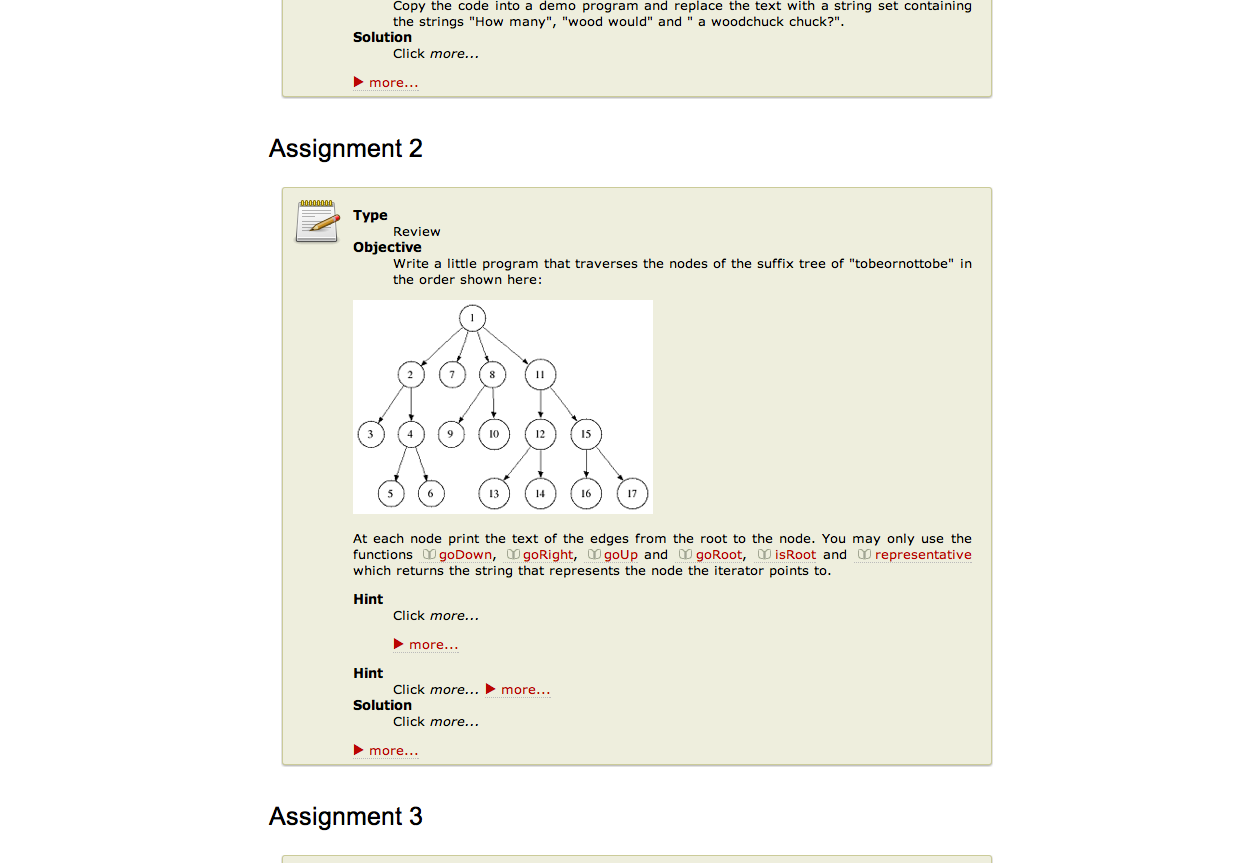 Copy the code into a demo program and replace the text with a string set containing
the strings "How many", "wood would" and " a woodchuck chuck?".
Solution
Click more...
more...
Assignment 2
Type
Review
Objective
Write a little program that traverses the nodes of the suffix tree of "tobeornottobe" in
the order shown here:
1
2 7 8 11
3 4 9 10 12 15
5 6 13 14 16 17
At each node print the text of the edges from the root to the node. You may only use the
functions goDown, goRight, goUp and goRoot, isRoot and representative
which returns the string that represents the node the iterator points to.
Hint
Click more...
more...
Hint
Click more... more...
Solution
Click more...
more...
Assignment 3